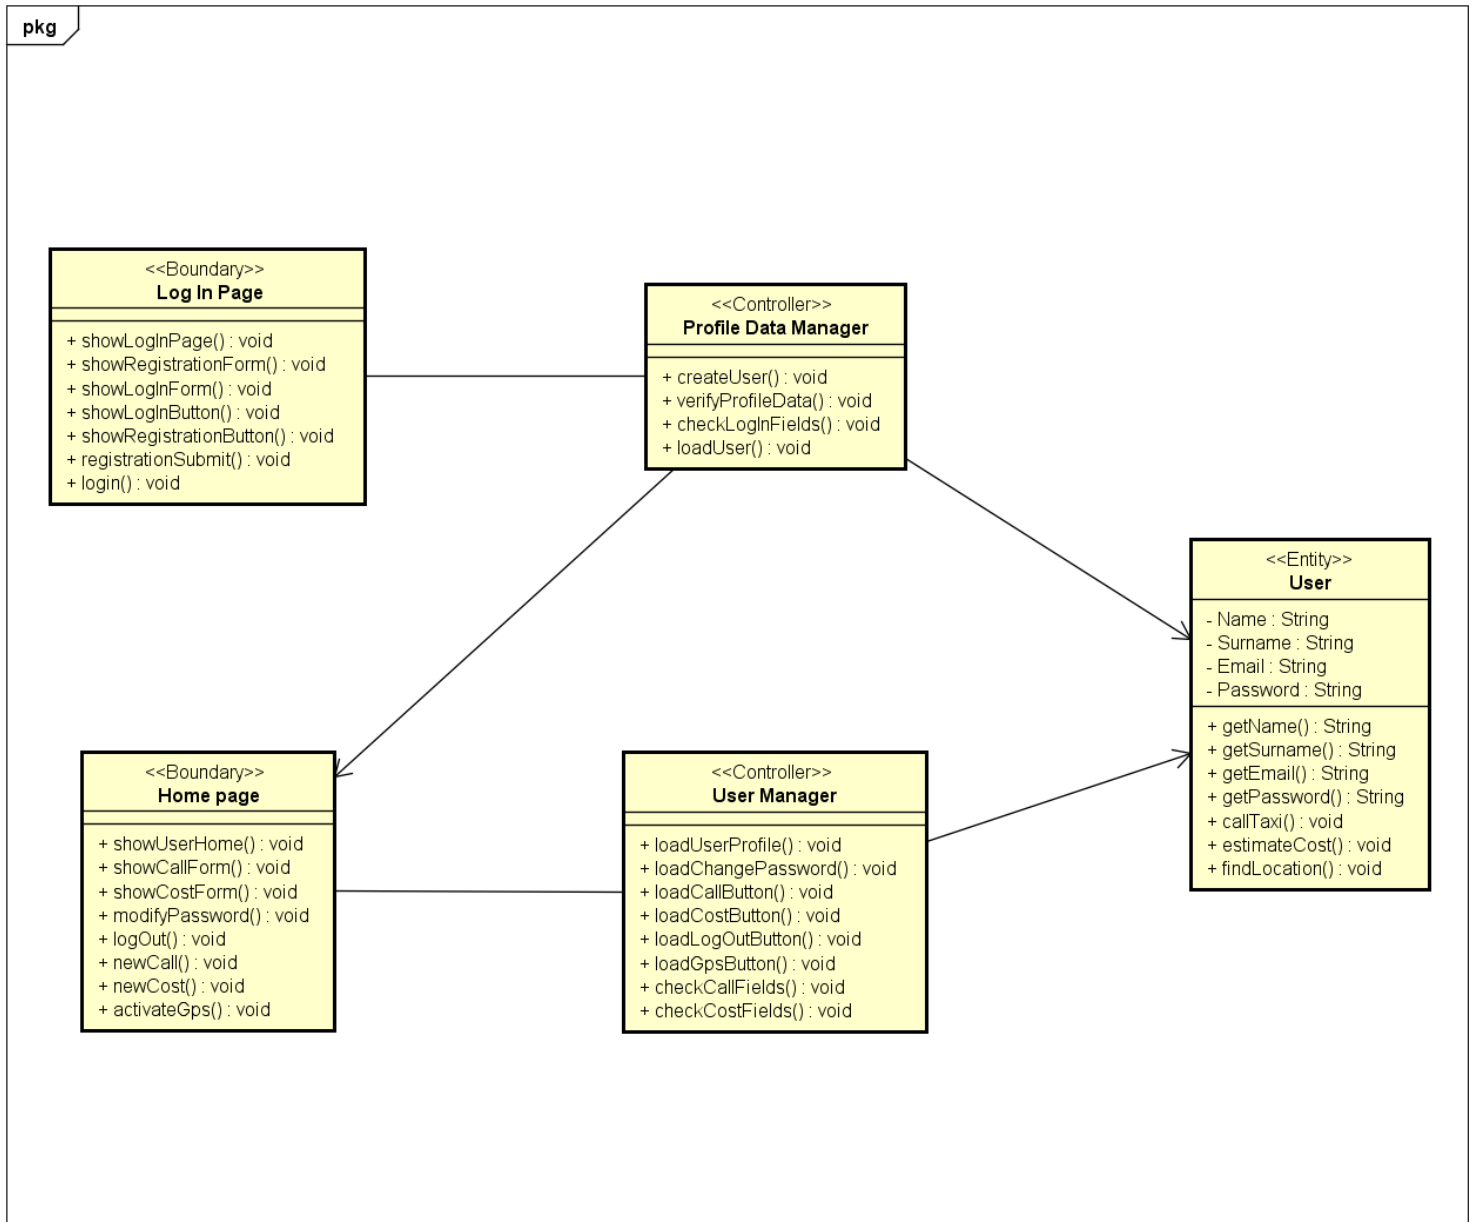 pkg
<<Boundary>>
Log In Page
+ showLogInPage() : void
+ showRegistrationForm() : void
+ showLogInForm() : void
+ showLogInButton() : void
+ showRegistrationButton() : void
+ registrationSubmit() : void
+ login() : void
<<Controller>>
Profile Data Manager
+ createUser() : void
+ verifyProfileData() : void
+ checkLogInFields() : void
+ loadUser() : void
<<Entity>>
User
- Name : String
- Surname : String
- Email : String
- Password : String
+ getName() : String
+ getSurname() : String
+ getEmail() : String
+ getPassword() : String
+ callTaxi() : void
+ estimateCost() : void
+ findLocation() : void
<<Boundary>>
Home page
+ showUserHome() : void
+ showCallForm() : void
+ showCostForm() : void
+ modifyPassword() : void
+ logOut() : void
+ newCall() : void
+ newCost() : void
+ activateGps() : void
<<Controller>>
User Manager
+ loadUserProfile() : void
+ loadChangePassword() : void
+ loadCallButton() : void
+ loadCostButton() : void
+ loadLogOutButton() : void
+ loadGpsButton() : void
+ checkCallFields() : void
+ checkCostFields() : void